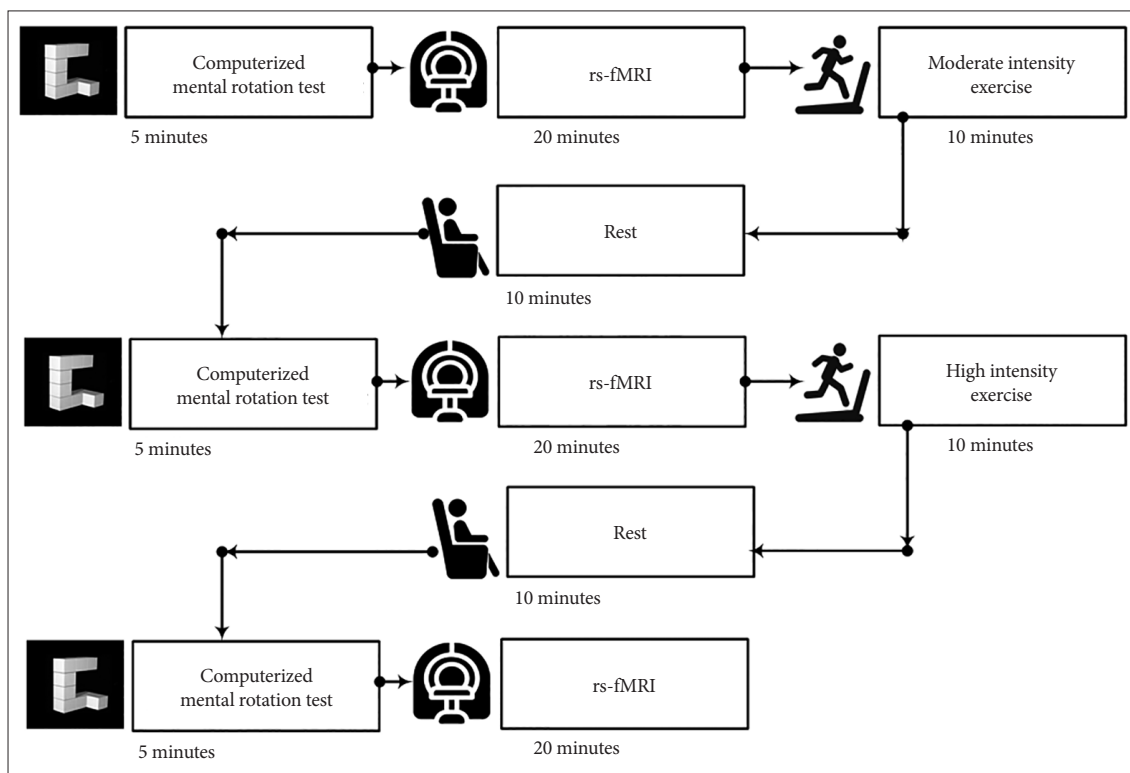 Computerized
mental rotation test
5 minutes
rs-fMRI
20 minutes
Moderate intensity
exercise
10 minutes
Rest
10 minutes
Computerized
mental rotation test
5 minutes
rs-fMRI
20 minutes
High intensity
exercise
10 minutes
Rest
10 minutes
Computerized
mental rotation test
5 minutes
rs-fMRI
20 minutes